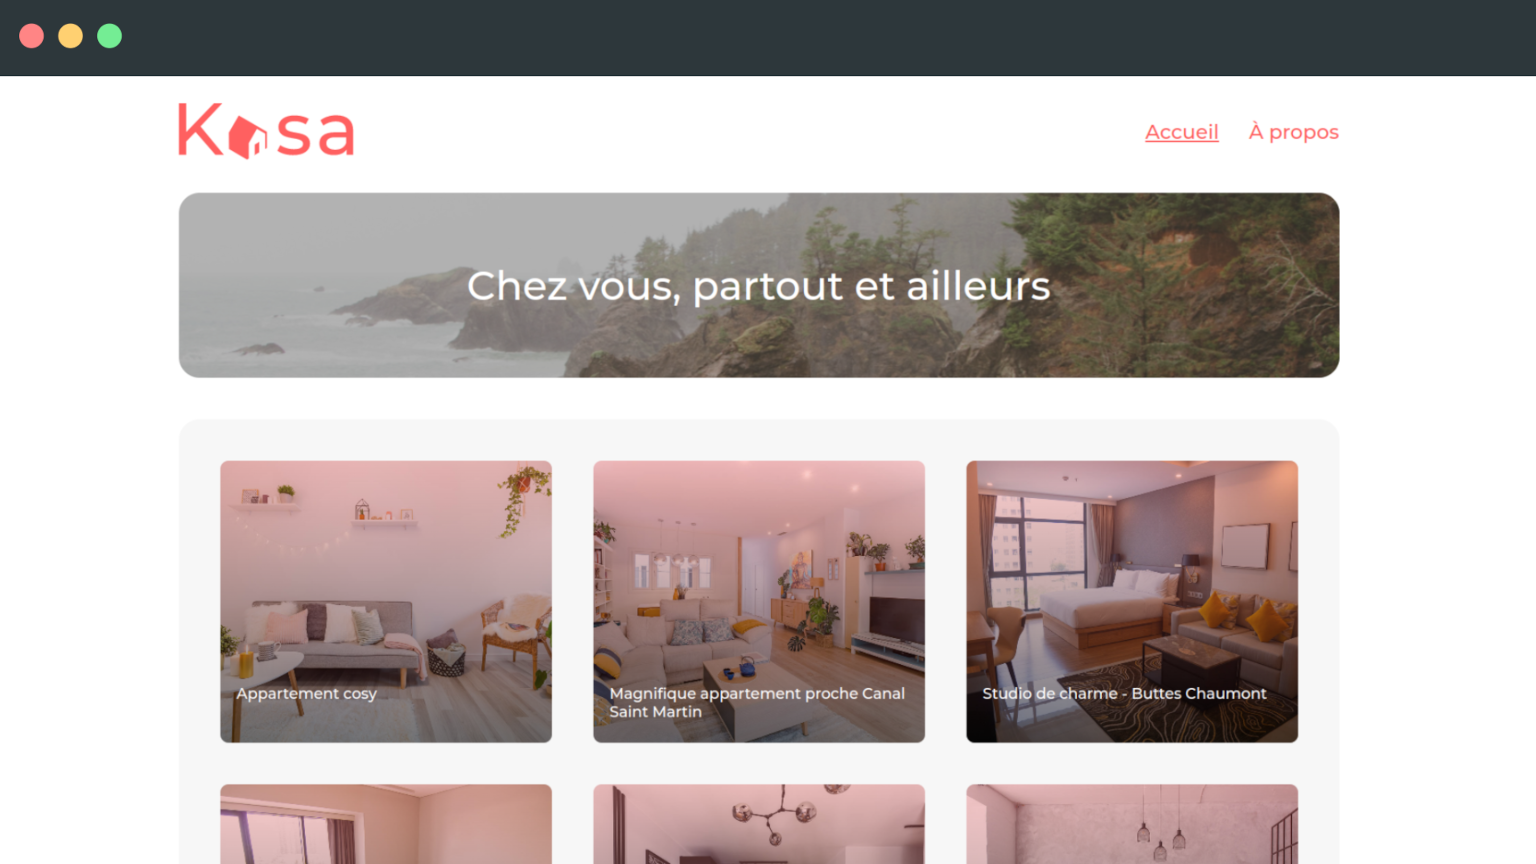 Kasa
Accueil À propos
Chez vous, partout et ailleurs
Appartement cosy
Magnifique appartement proche Canal
Saint Martin
Studio de charme - Buttes Chaumont